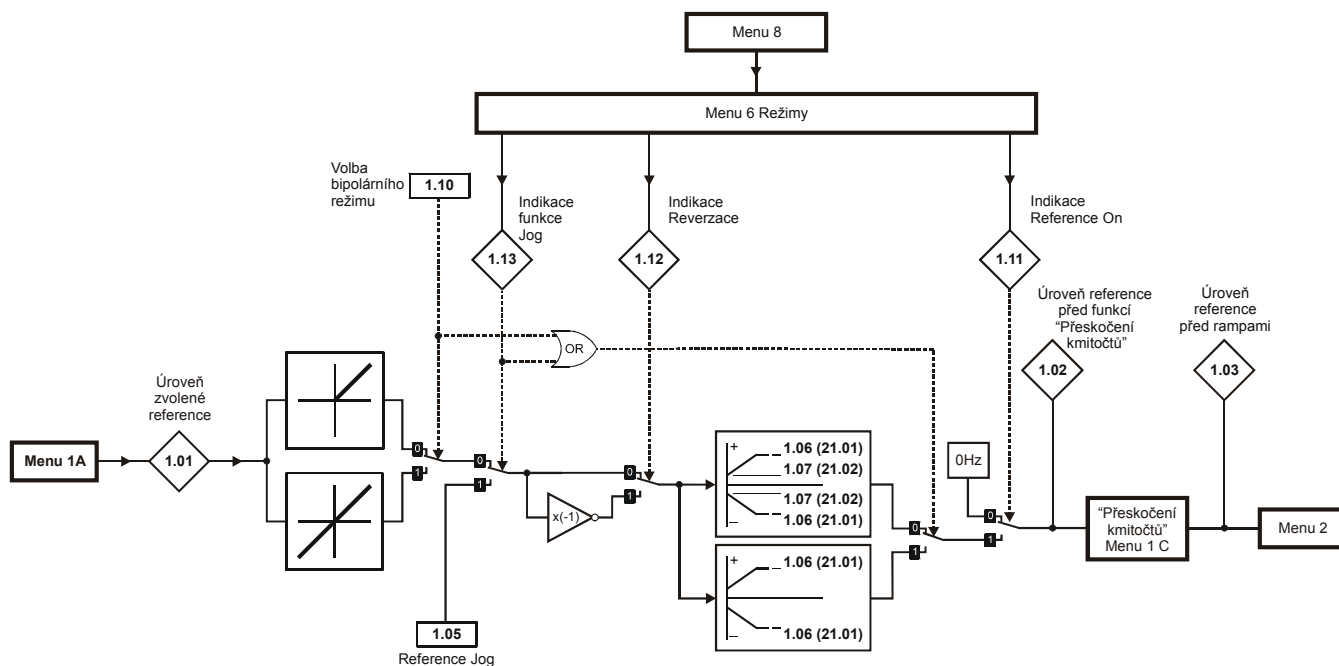 Menu 8
Menu 6 Režimy
Volba
bipolárního
režimu
1.10
Indikace
funkce
Jog
1.13
Indikace
Reverzace
1.12
Indikace
Reference On
1.11
Úroveň reference
před funkcí
“Přeskočení
kmitočtů”
1.02
Úroveň
reference
před rampami
1.03
OR
Úroveň
zvolené
reference
Menu 1A
1.01
0
1
0
1
x(-1)
0
1
+
1.06 (21.01)
1.07 (21.02)
1.07 (21.02)
1.06 (21.01)
_
+
1.06 (21.01)
1.06 (21.01)
_
0
1
0Hz
0
1
“Přeskočení
kmitočtů”
Menu 1 C
Menu 2
1.05
Reference Jog